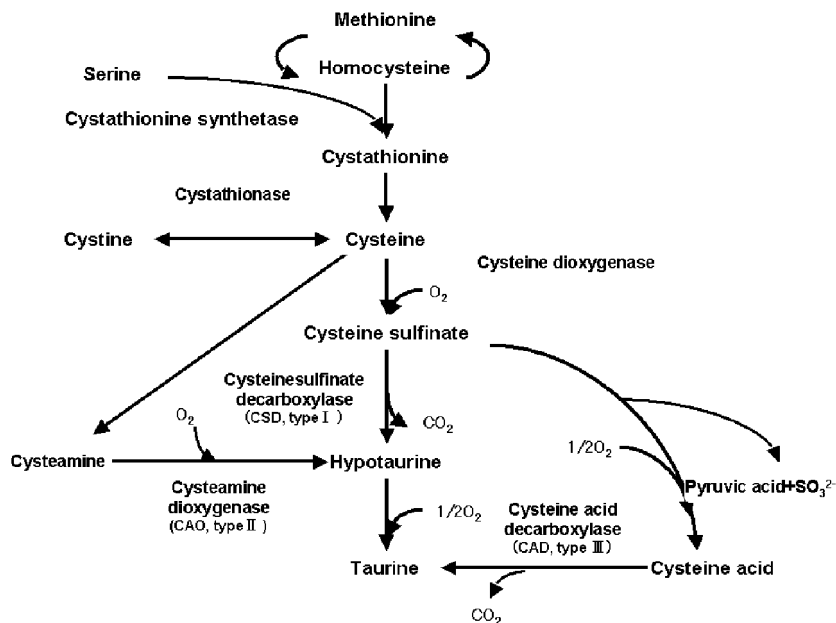 Methionine
Homocysteine
Serine
Cystathionine synthetase
Cystathionine
Cystathionase
Cystine
Cysteine
Cysteine dioxygenase
O2
Cysteine sulfinate
Cysteinesulfinate
decarboxylase
(CSD, type Ⅰ)
CO2
O2
1/2O2
Cysteamine
Hypotaurine
Pyruvic acid+SO3²⁻
Cysteamine
dioxygenase
(CAO, type Ⅱ)
1/2O2
Cysteine acid
decarboxylase
(CAD, type Ⅲ)
Taurine
Cysteine acid
CO2